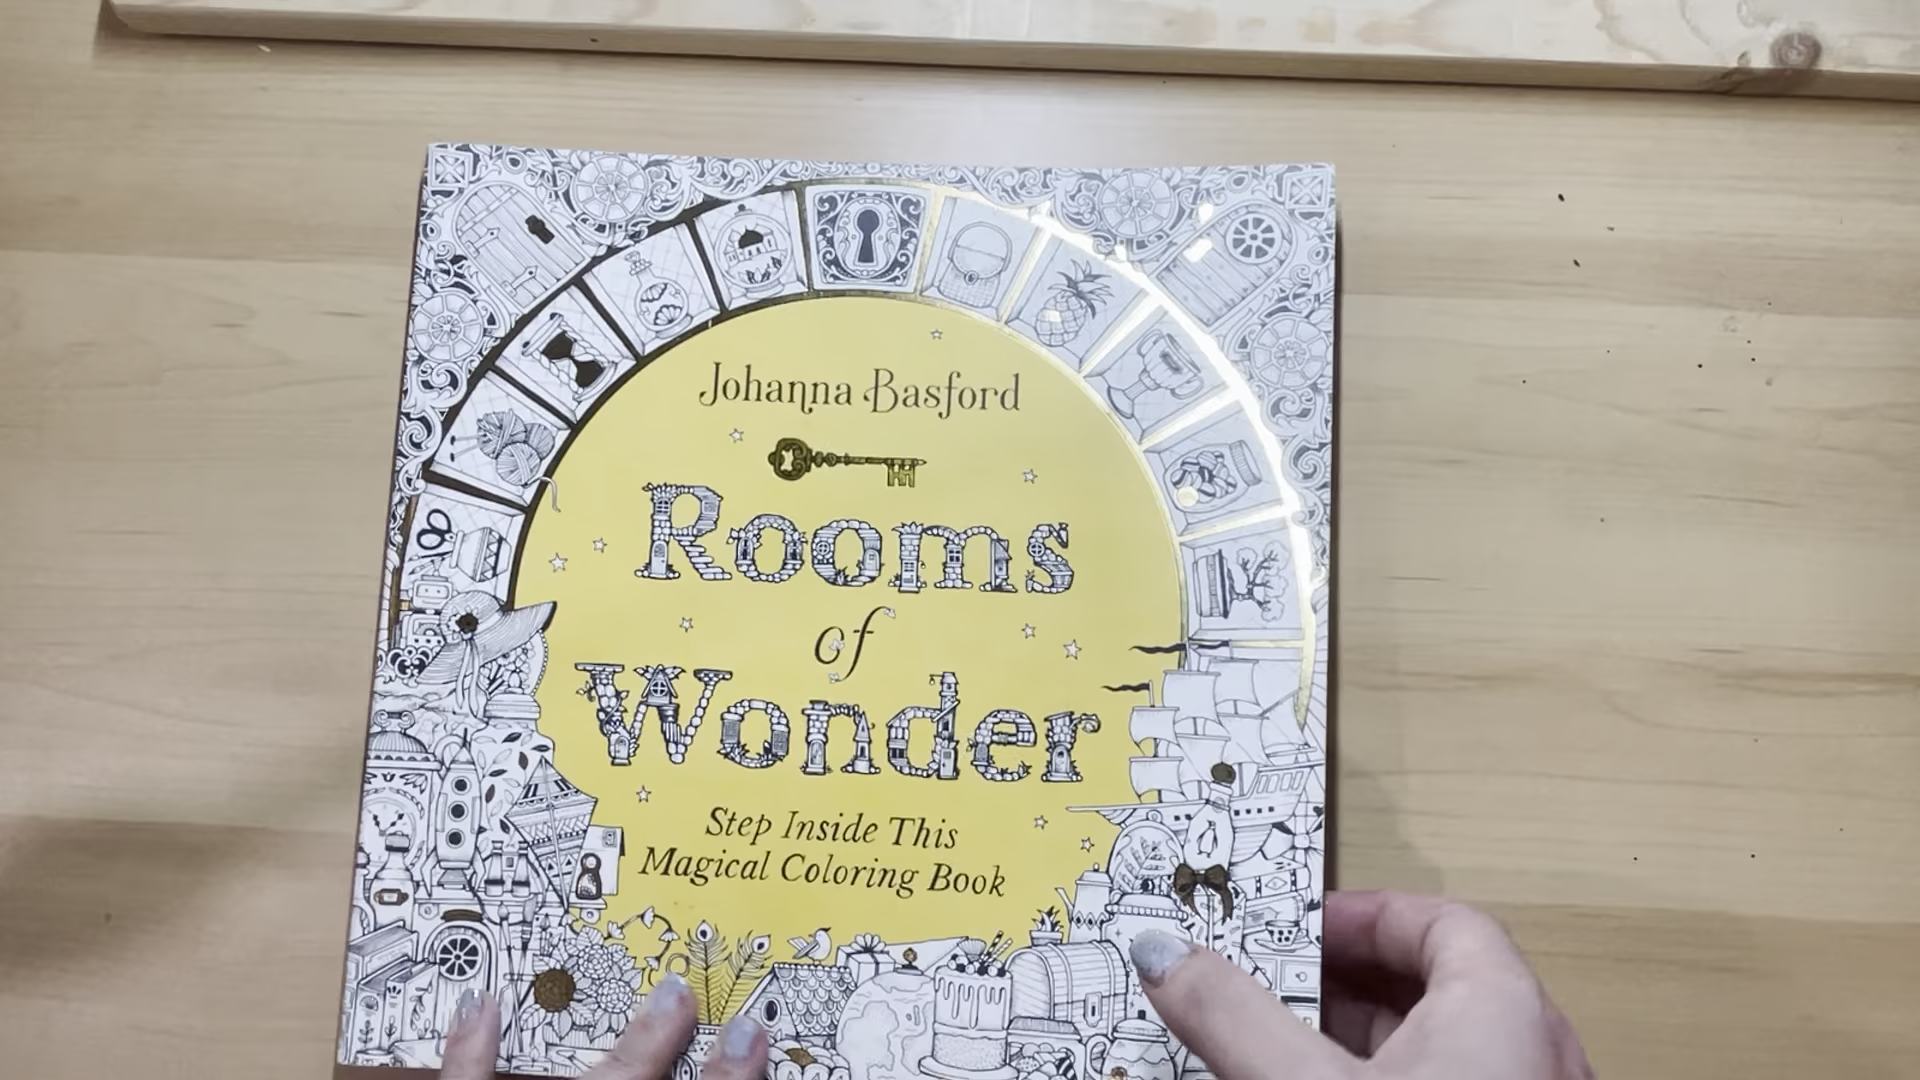 Johanna Basford
Rooms
of
Wonder
Step Inside This
Magical Coloring Book